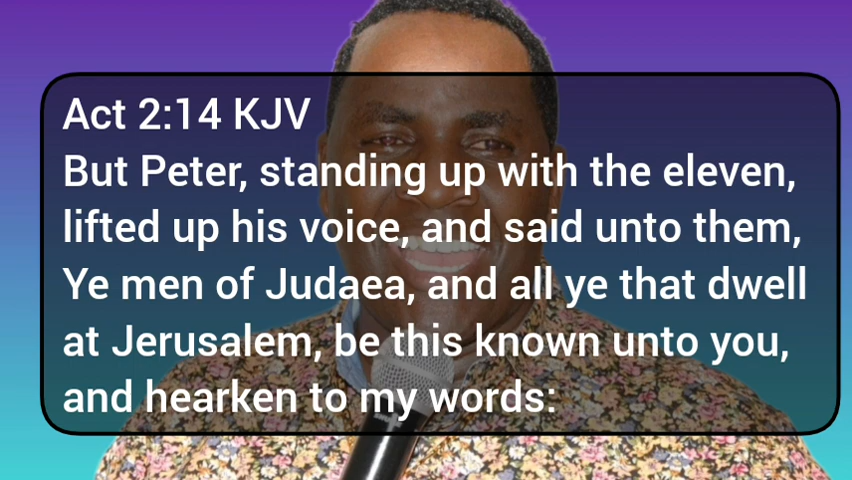 Act 2:14 KJV
But Peter, standing up with the eleven,
lifted up his voice, and said unto them,
Ye men of Judaea, and all ye that dwell
at Jerusalem, be this known unto you,
and hearken to my words: